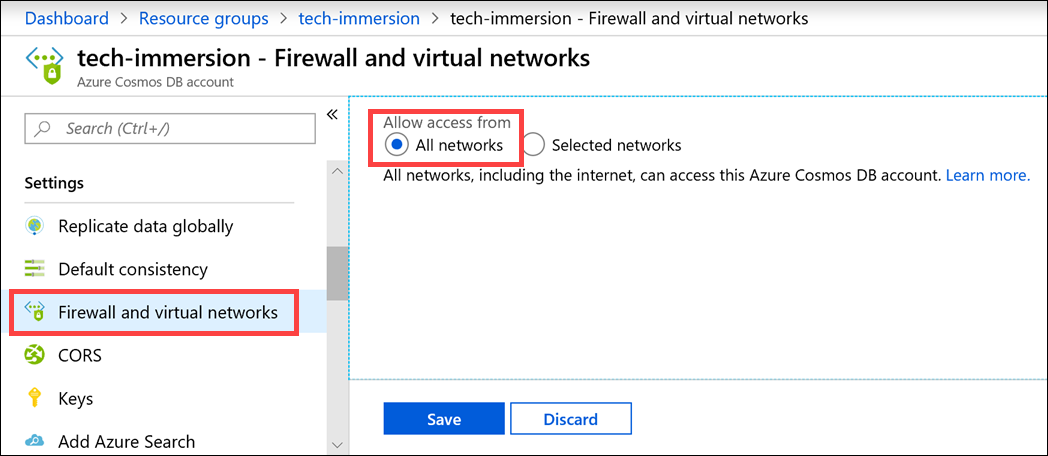 Dashboard > Resource groups > tech-immersion > tech-immersion - Firewall and virtual networks
tech-immersion - Firewall and virtual networks
Azure Cosmos DB account
Search (Ctrl+/)
«
Settings
Replicate data globally
Default consistency
Firewall and virtual networks
CORS
Keys
Add Azure Search
Allow access from
All networks Selected networks
All networks, including the internet, can access this Azure Cosmos DB account. Learn more.
Save Discard